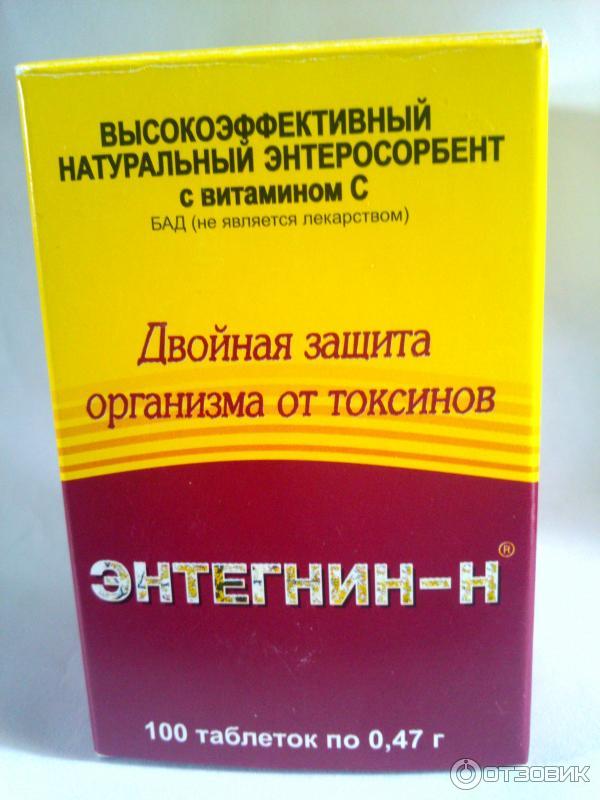 ВЫСОКОЭФФЕКТИВНЫЙ
НАТУРАЛЬНЫЙ ЭНТЕРОСОРБЕНТ
с витамином С
БАД (не является лекарством)
Двойная защита
организма от токсинов
ЭНТЕГНИН-Н®
100 таблеток по 0,47 г
ОТЗОВИК